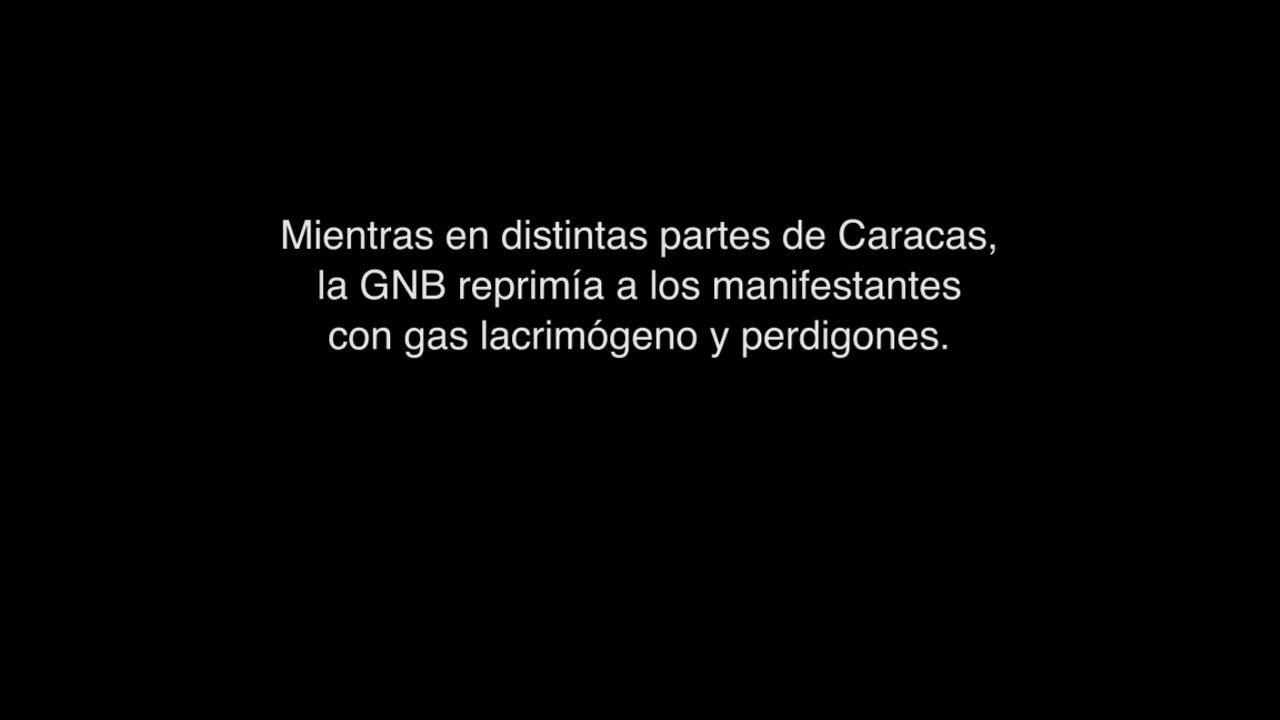 Mientras en distintas partes de Caracas,
la GNB reprimía a los manifestantes
con gas lacrimógeno y perdigones.